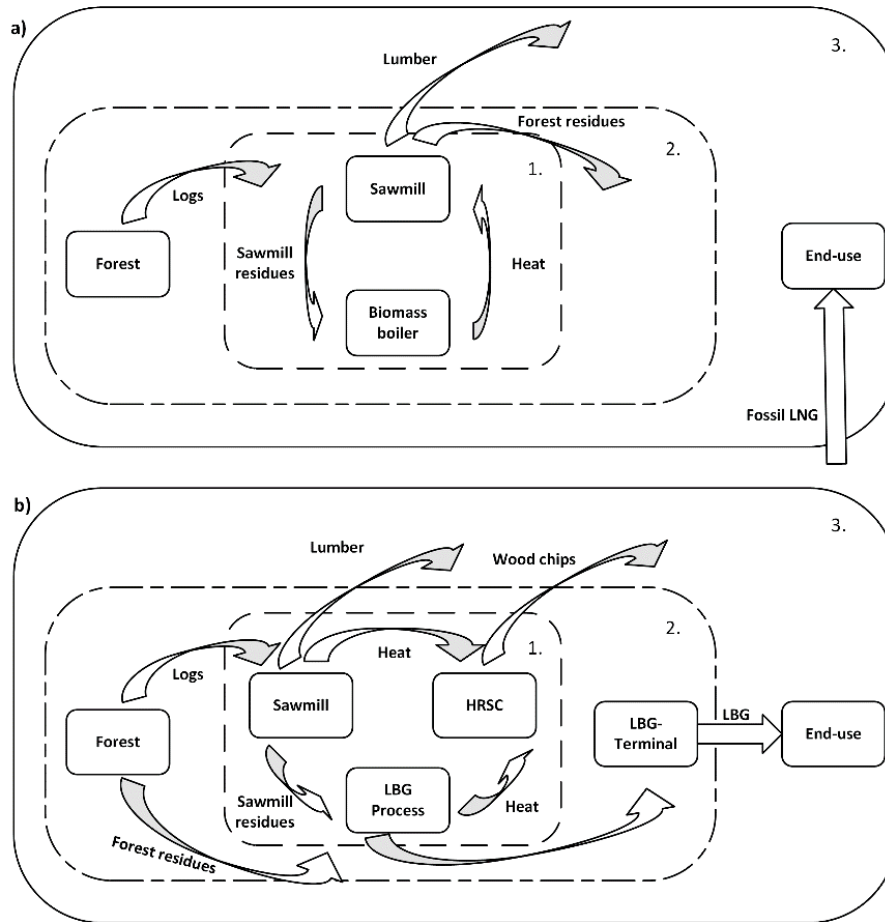 a)
3.
Lumber
Forest residues
2.
1.
Logs
Sawmill
Forest
Sawmill
residues
Heat
End-use
Biomass
boiler
Fossil LNG
b)
3.
Lumber
Wood chips
2.
1.
Heat
Logs
Sawmill
HRSC
LBG
Forest
LBG-
Terminal
End-use
Sawmill
residues
LBG
Process
Heat
Forest residues